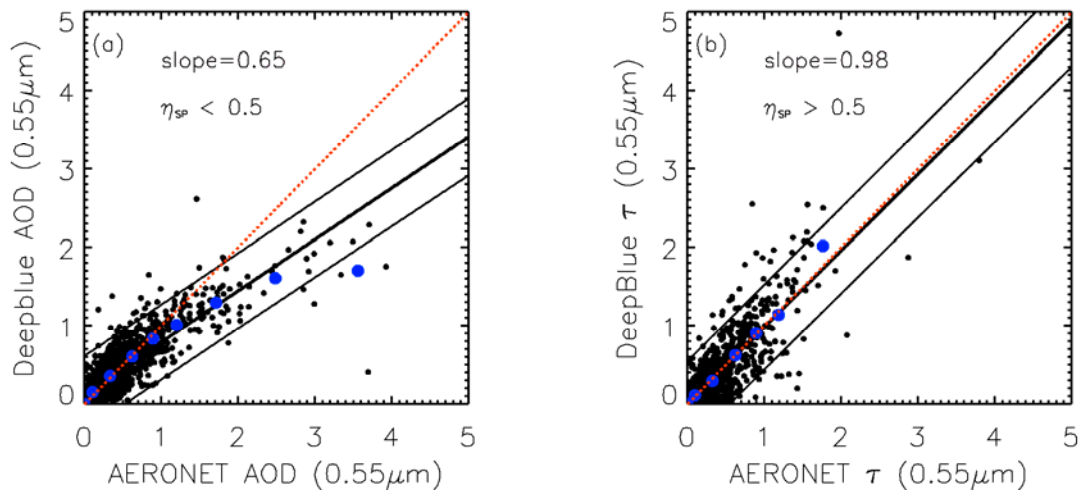 Deepblue AOD (0.55μm)
5
4
3
2
1
0
(a)
slope=0.65
η_SP < 0.5
0 1 2 3 4 5
AERONET AOD (0.55μm)
DeepBlue τ (0.55μm)
5
4
3
2
1
0
(b)
slope=0.98
η_SP > 0.5
0 1 2 3 4 5
AERONET τ (0.55μm)